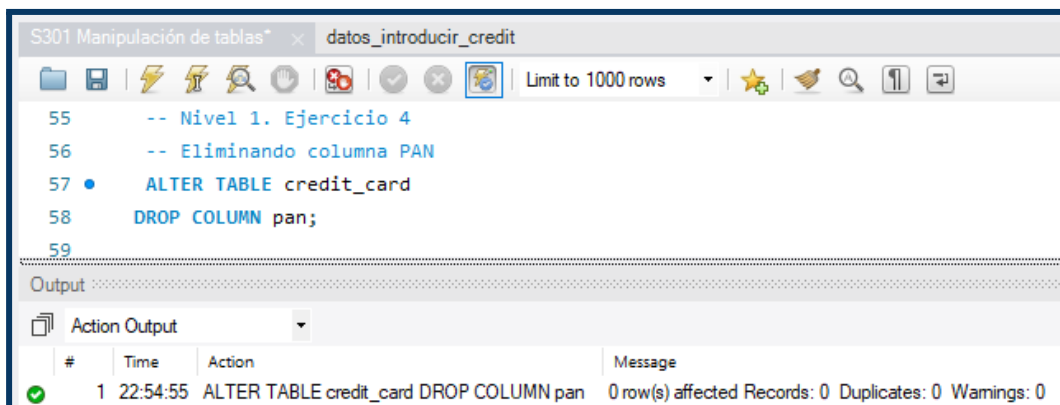 S301 Manipulación de tablas* × datos_introducir_credit
Limit to 1000 rows
55 -- Nivel 1. Ejercicio 4
56 -- Eliminando columna PAN
57 ALTER TABLE credit_card
58 DROP COLUMN pan;
59
Output
Action Output
# Time Action Message
1 22:54:55 ALTER TABLE credit_card DROP COLUMN pan 0 row(s) affected Records: 0 Duplicates: 0 Warnings: 0